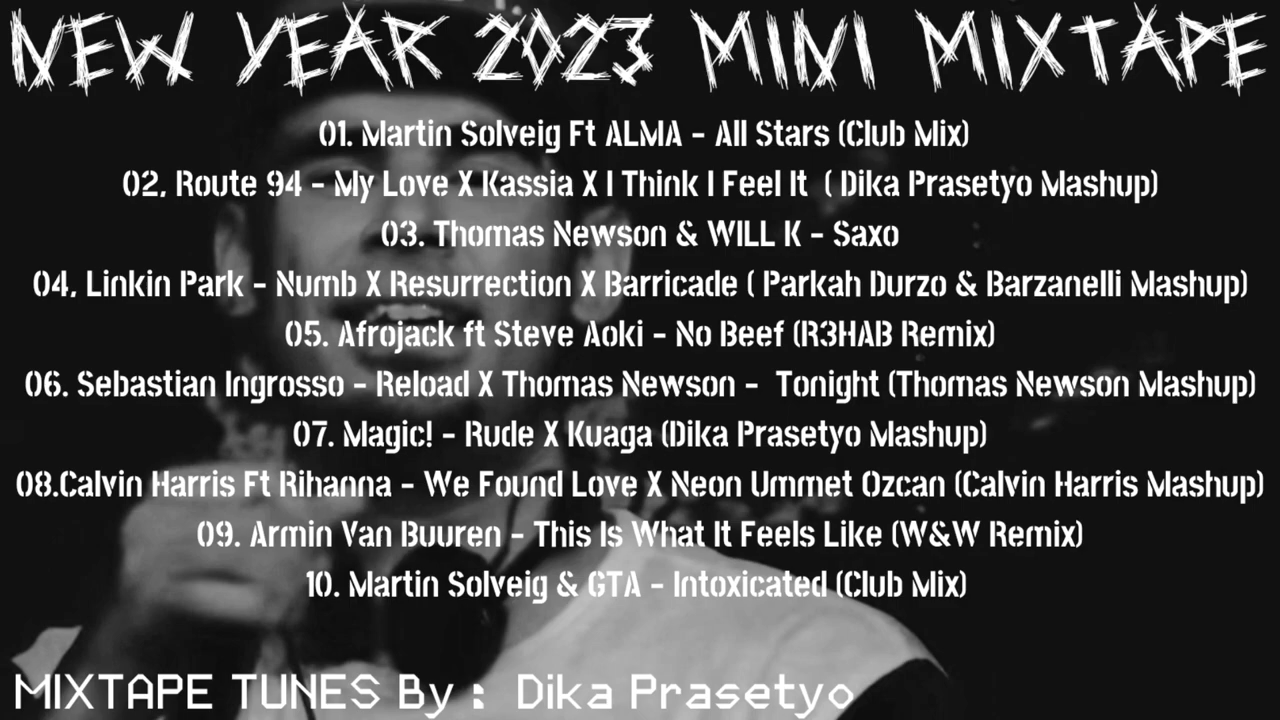 NEW YEAR 2023 MINI MIXTAPE
01. Martin Solveig Ft ALMA - All Stars (Club Mix)
02, Route 94 - My Love X Kassia X I Think I Feel It ( Dika Prasetyo Mashup)
03. Thomas Newson & WILL K - Saxo
04, Linkin Park - Numb X Resurrection X Barricade ( Parkah Durzo & Barzanelli Mashup)
05. Afrojack ft Steve Aoki - No Beef (R3HAB Remix)
06. Sebastian Ingrosso - Reload X Thomas Newson - Tonight (Thomas Newson Mashup)
07. Magic! - Rude X Kuaga (Dika Prasetyo Mashup)
08.Calvin Harris Ft Rihanna - We Found Love X Neon Ummet Ozcan (Calvin Harris Mashup)
09. Armin Van Buuren - This Is What It Feels Like (W&W Remix)
10. Martin Solveig & GTA - Intoxicated (Club Mix)
MIXTAPE TUNES By : Dika Prasetyo